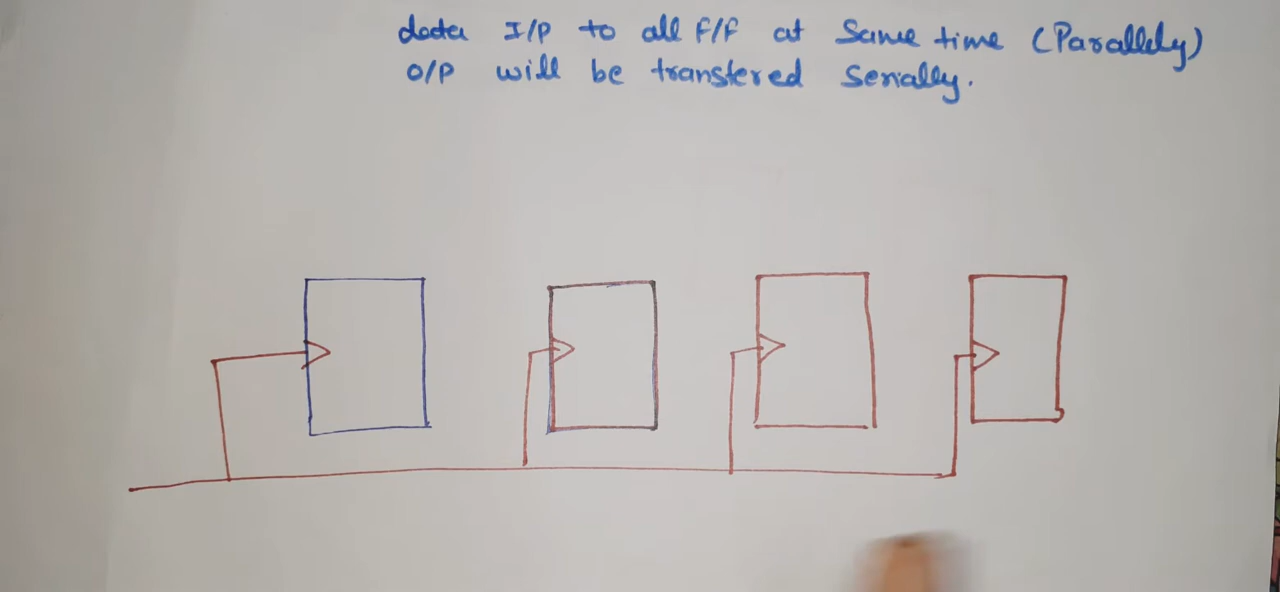 data I/P to all F/F at Same time (Parallely)
O/P will be transfered Serially.